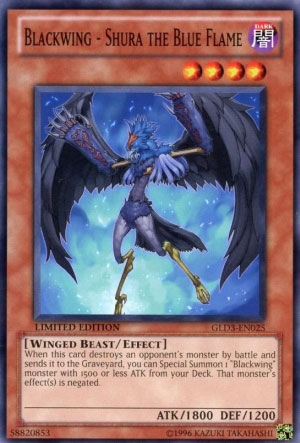 BLACKWING - SHURA THE BLUE FLAME
DARK
闇
LIMITED EDITION
GLD3-EN025
[WINGED BEAST/EFFECT]
When this card destroys an opponent's monster by battle and
sends it to the Graveyard, you can Special Summon 1 "Blackwing"
monster with 1500 or less ATK from your Deck. That monster's
effect(s) is negated.
ATK/1800 DEF/1200
58820853
©1996 KAZUKI TAKAHASHI